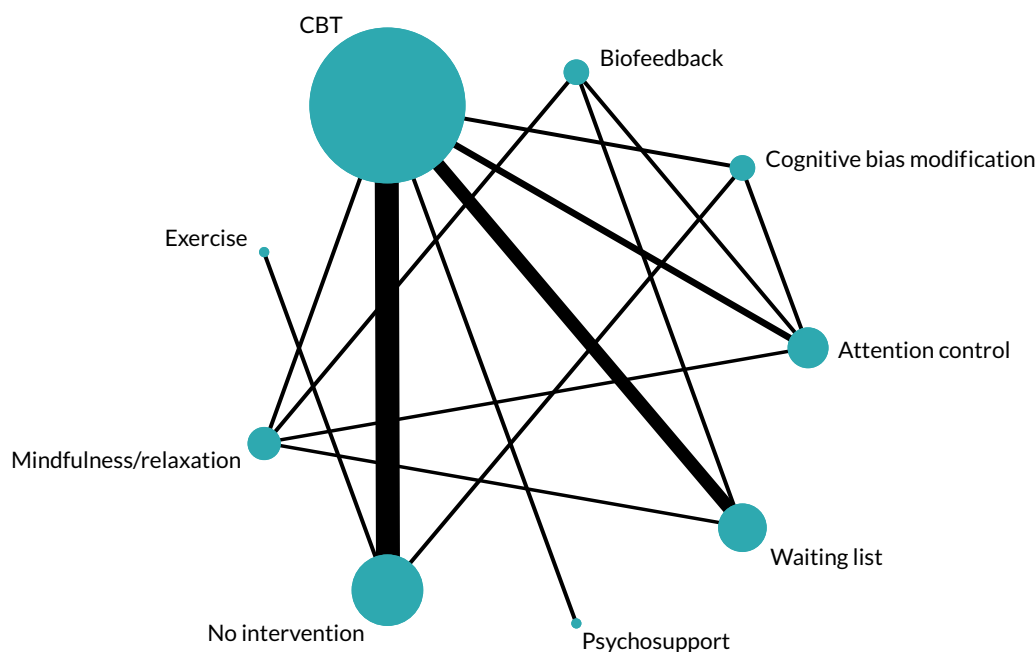 CBT
Biofeedback
Cognitive bias modification
Exercise
Attention control
Mindfulness/relaxation
Waiting list
No intervention
Psychosupport